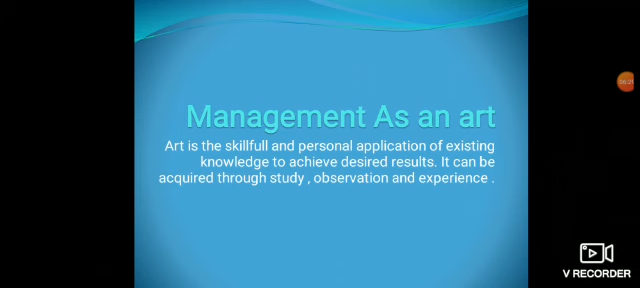 Management As an art
Art is the skillfull and personal application of existing
knowledge to achieve desired results. It can be
acquired through study , observation and experience .
V RECORDER